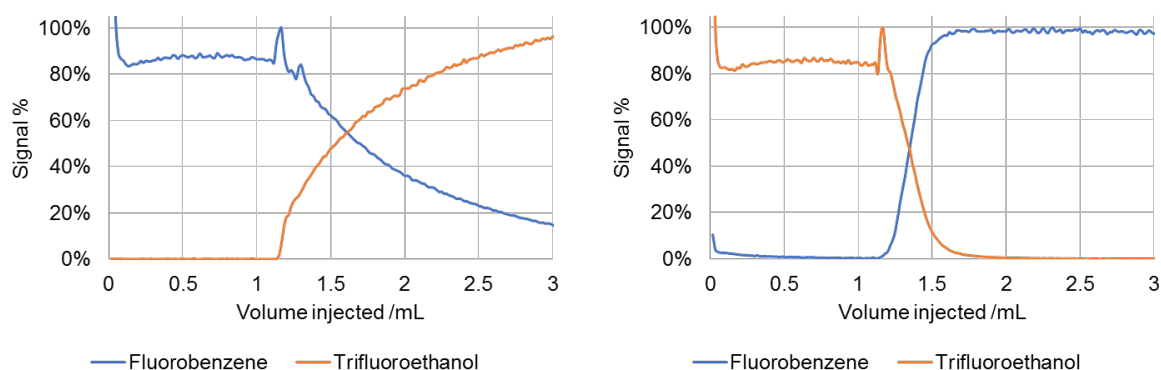 Signal %
100%
80%
60%
40%
20%
0%
0 0.5 1 1.5 2 2.5 3
Volume injected /mL
Fluorobenzene Trifluoroethanol
Signal %
100%
80%
60%
40%
20%
0%
0 0.5 1 1.5 2 2.5 3
Volume injected /mL
Fluorobenzene Trifluoroethanol